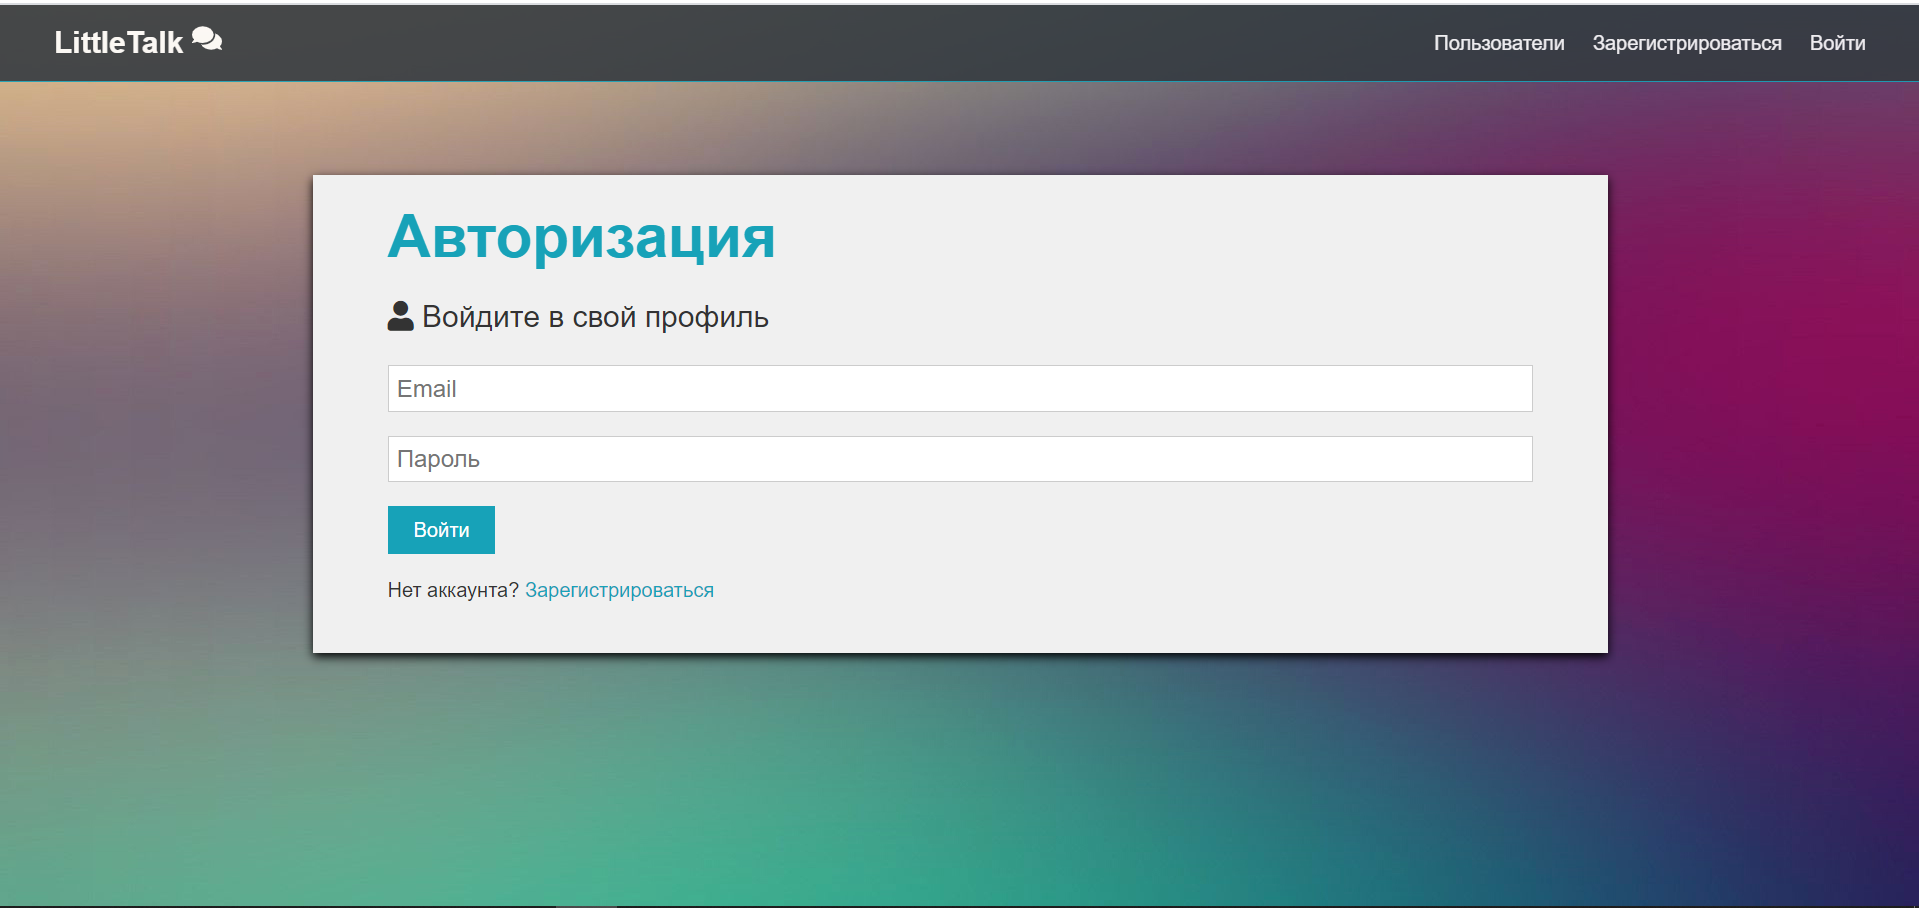 LittleTalk
Пользователи Зарегистрироваться Войти
Авторизация
Войдите в свой профиль
Email
Пароль
Войти
Нет аккаунта? Зарегистрироваться